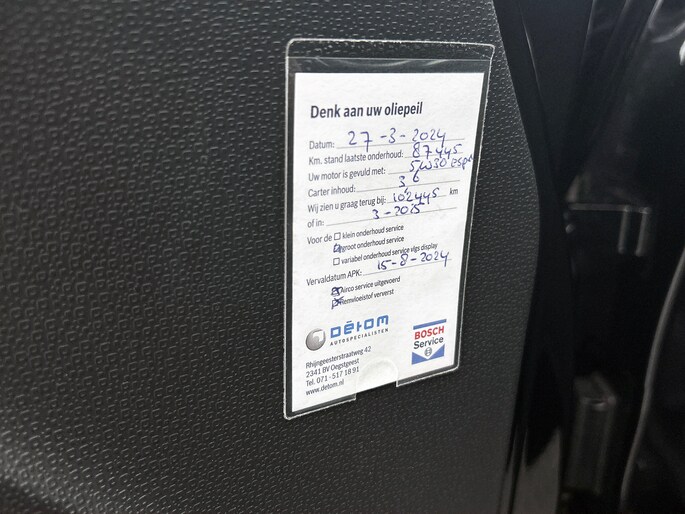 Denk aan uw oliepeil
Datum: 27-3-2024
Km. stand laatste onderhoud: 87445
Uw motor is gevuld met: 5W30
Carter inhoud: 3,6
Wij zien u graag terug bij: 102445 km
of in: 3-2025
Voor de klein onderhoud service
groot onderhoud service
variabel onderhoud service vlgs display
Vervaldatum APK: 15-8-2024
Airco service uitgevoerd
Remvloeistof ververst
DéTOM
AUTOSPECIALISTEN
BOSCH
Service
Rhijngeesterstraatweg 42
2341 BV Oegstgeest
Tel. 071 - 517 18 91
www.detom.nl